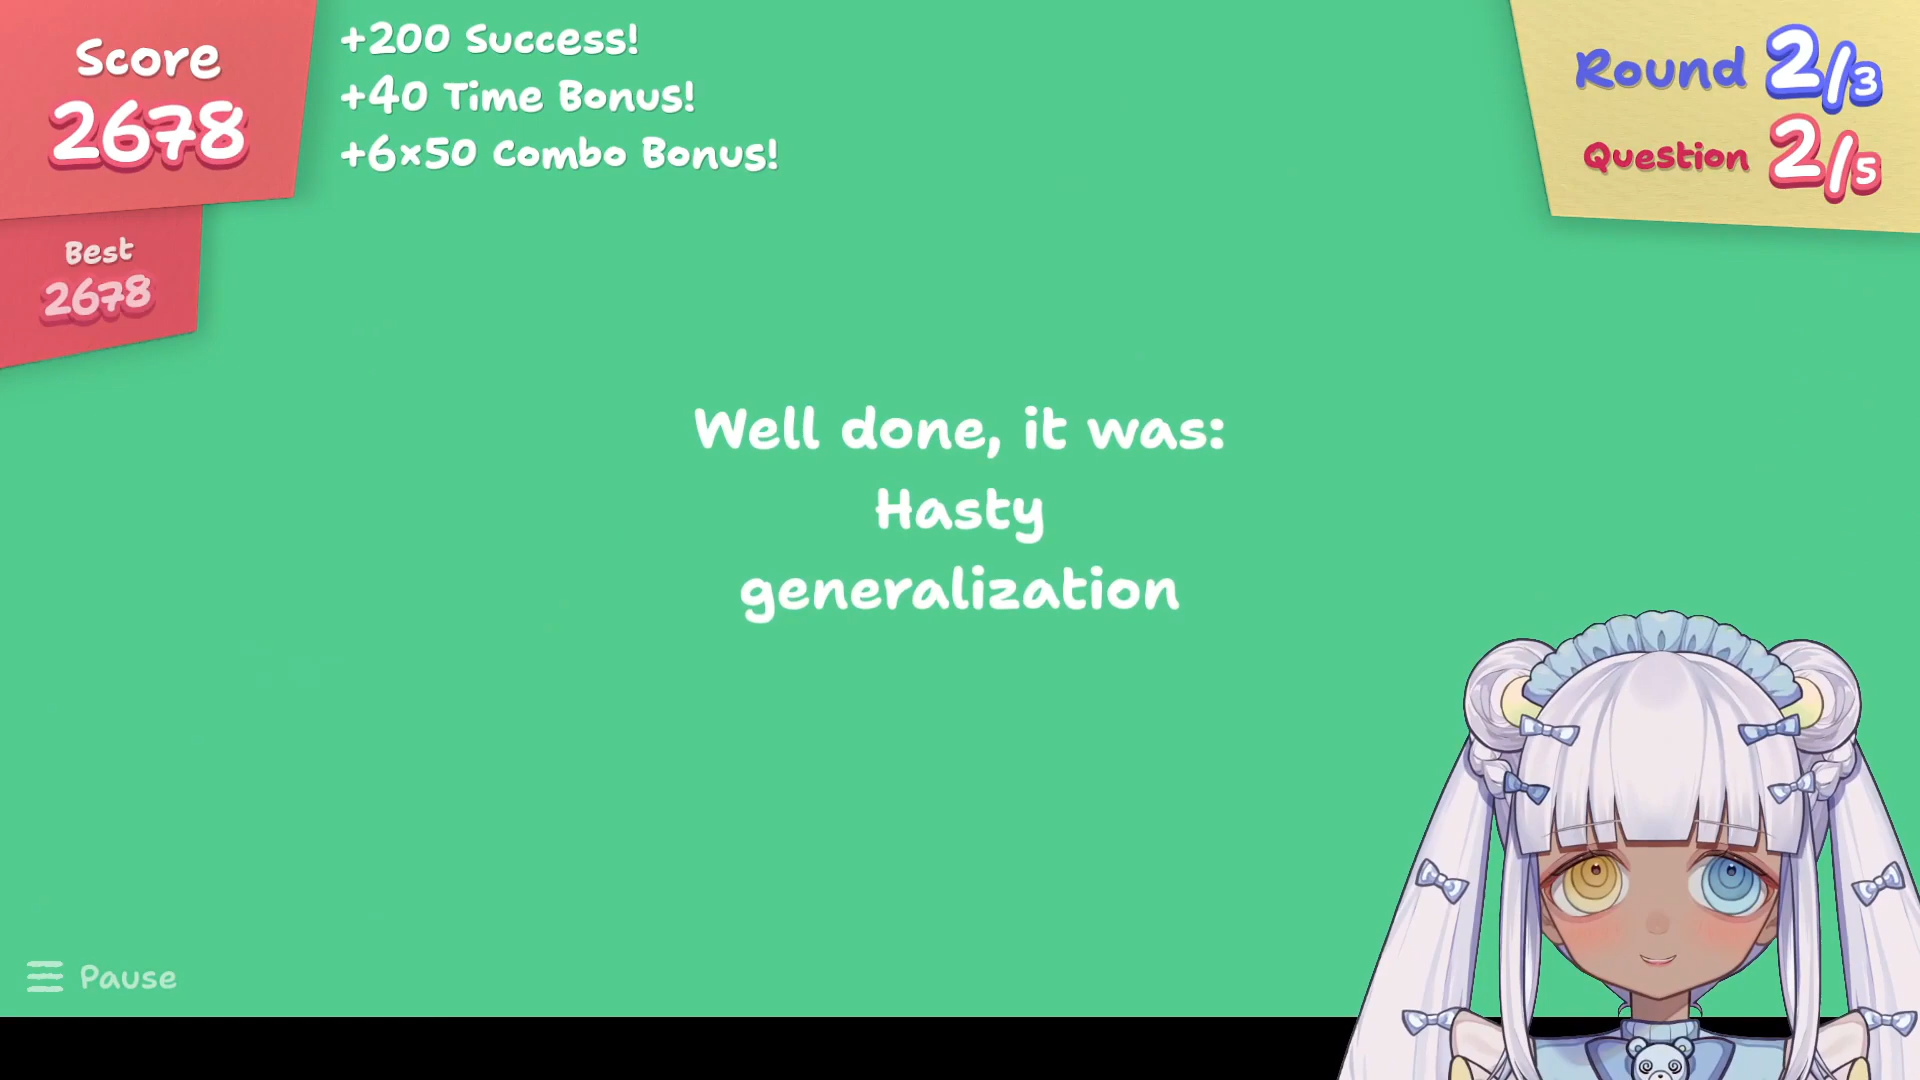 Score
2678
Best
2678
+200 Success!
+40 Time Bonus!
+6×50 Combo Bonus!
Round 2/3
Question 2/5
Well done, it was:
Hasty
generalization
Pause